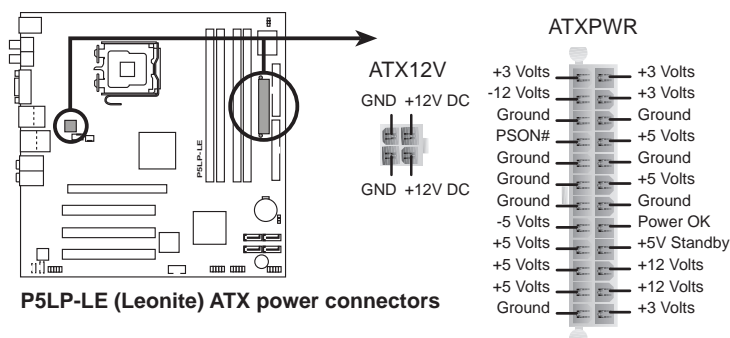 ATXPWR
ATX12V
GND +12V DC
GND +12V DC
+3 Volts +3 Volts
-12 Volts +3 Volts
Ground Ground
PSON# +5 Volts
Ground Ground
Ground +5 Volts
Ground Ground
-5 Volts Power OK
+5 Volts +5V Standby
+5 Volts +12 Volts
+5 Volts +12 Volts
Ground +3 Volts
P5LP-LE
P5LP-LE (Leonite) ATX power connectors